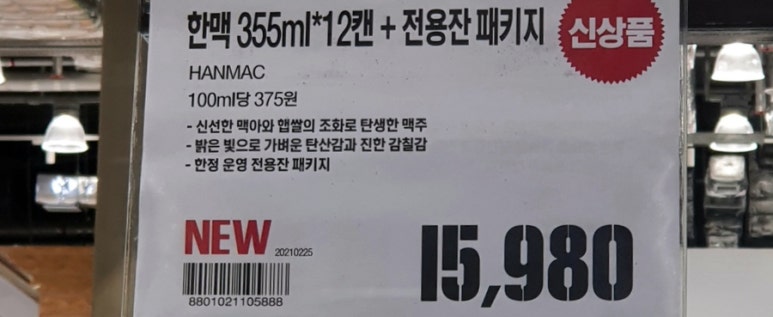 한맥 355ml*12캔 + 전용잔 패키지
신상품
HANMAC
100ml당 375원
- 신선한 맥아와 햅쌀의 조화로 탄생한 맥주
- 밝은 빛으로 가벼운 탄산감과 진한 감칠감
- 한정 운영 전용잔 패키지
NEW
20210225
8801021105888
15,980